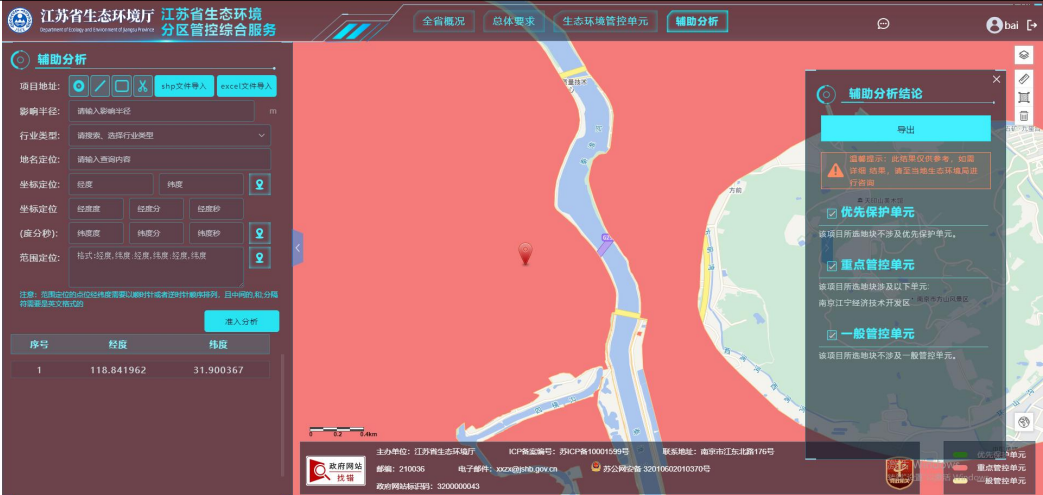 江苏省生态环境厅
Department of Ecology and Environment of Jiangsu Province
江苏省生态环境
分区管控综合服务
全省概况
总体要求
生态环境管控单元
辅助分析
bai
辅助分析
项目地址:
shp文件导入
excel文件导入
影响半径:
请输入影响半径
m
行业类型:
请搜索、选择行业类型
地名定位:
请输入查询内容
坐标定位:
经度
纬度
坐标定位
经度度
经度分
经度秒
(度分秒):
纬度度
纬度分
纬度秒
范围定位:
格式:经度,纬度;经度,纬度;经度,纬度
注意：范围定位的点位经纬度需要以顺时针或者逆时针顺序排列，且中间的,和;分隔
符需要是英文格式的
准入分析
序号
经度
纬度
1
118.841962
31.900367
质量技术
方前
辅助分析结论
导出
温馨提示：此结果仅供参考，如需
详细 结果，请至当地生态环境局进
行咨询
优先保护单元
该项目所选地块不涉及优先保护单元。
重点管控单元
该项目所选地块涉及以下单元:
南京江宁经济技术开发区
南京市方山风景区
一般管控单元
该项目所选地块不涉及一般管控单元。
0
0.2
0.4km
政府网站
找错
主办单位：江苏省生态环境厅
ICP备案编号：苏ICP备10001599号
联系地址：南京市江东北路176号
邮编：210036
电子邮件：xxzx@jshb.gov.cn
苏公网安备 32010602010370号
政府网站标识码：3200000043
优先保护单元
重点管控单元
一般管控单元